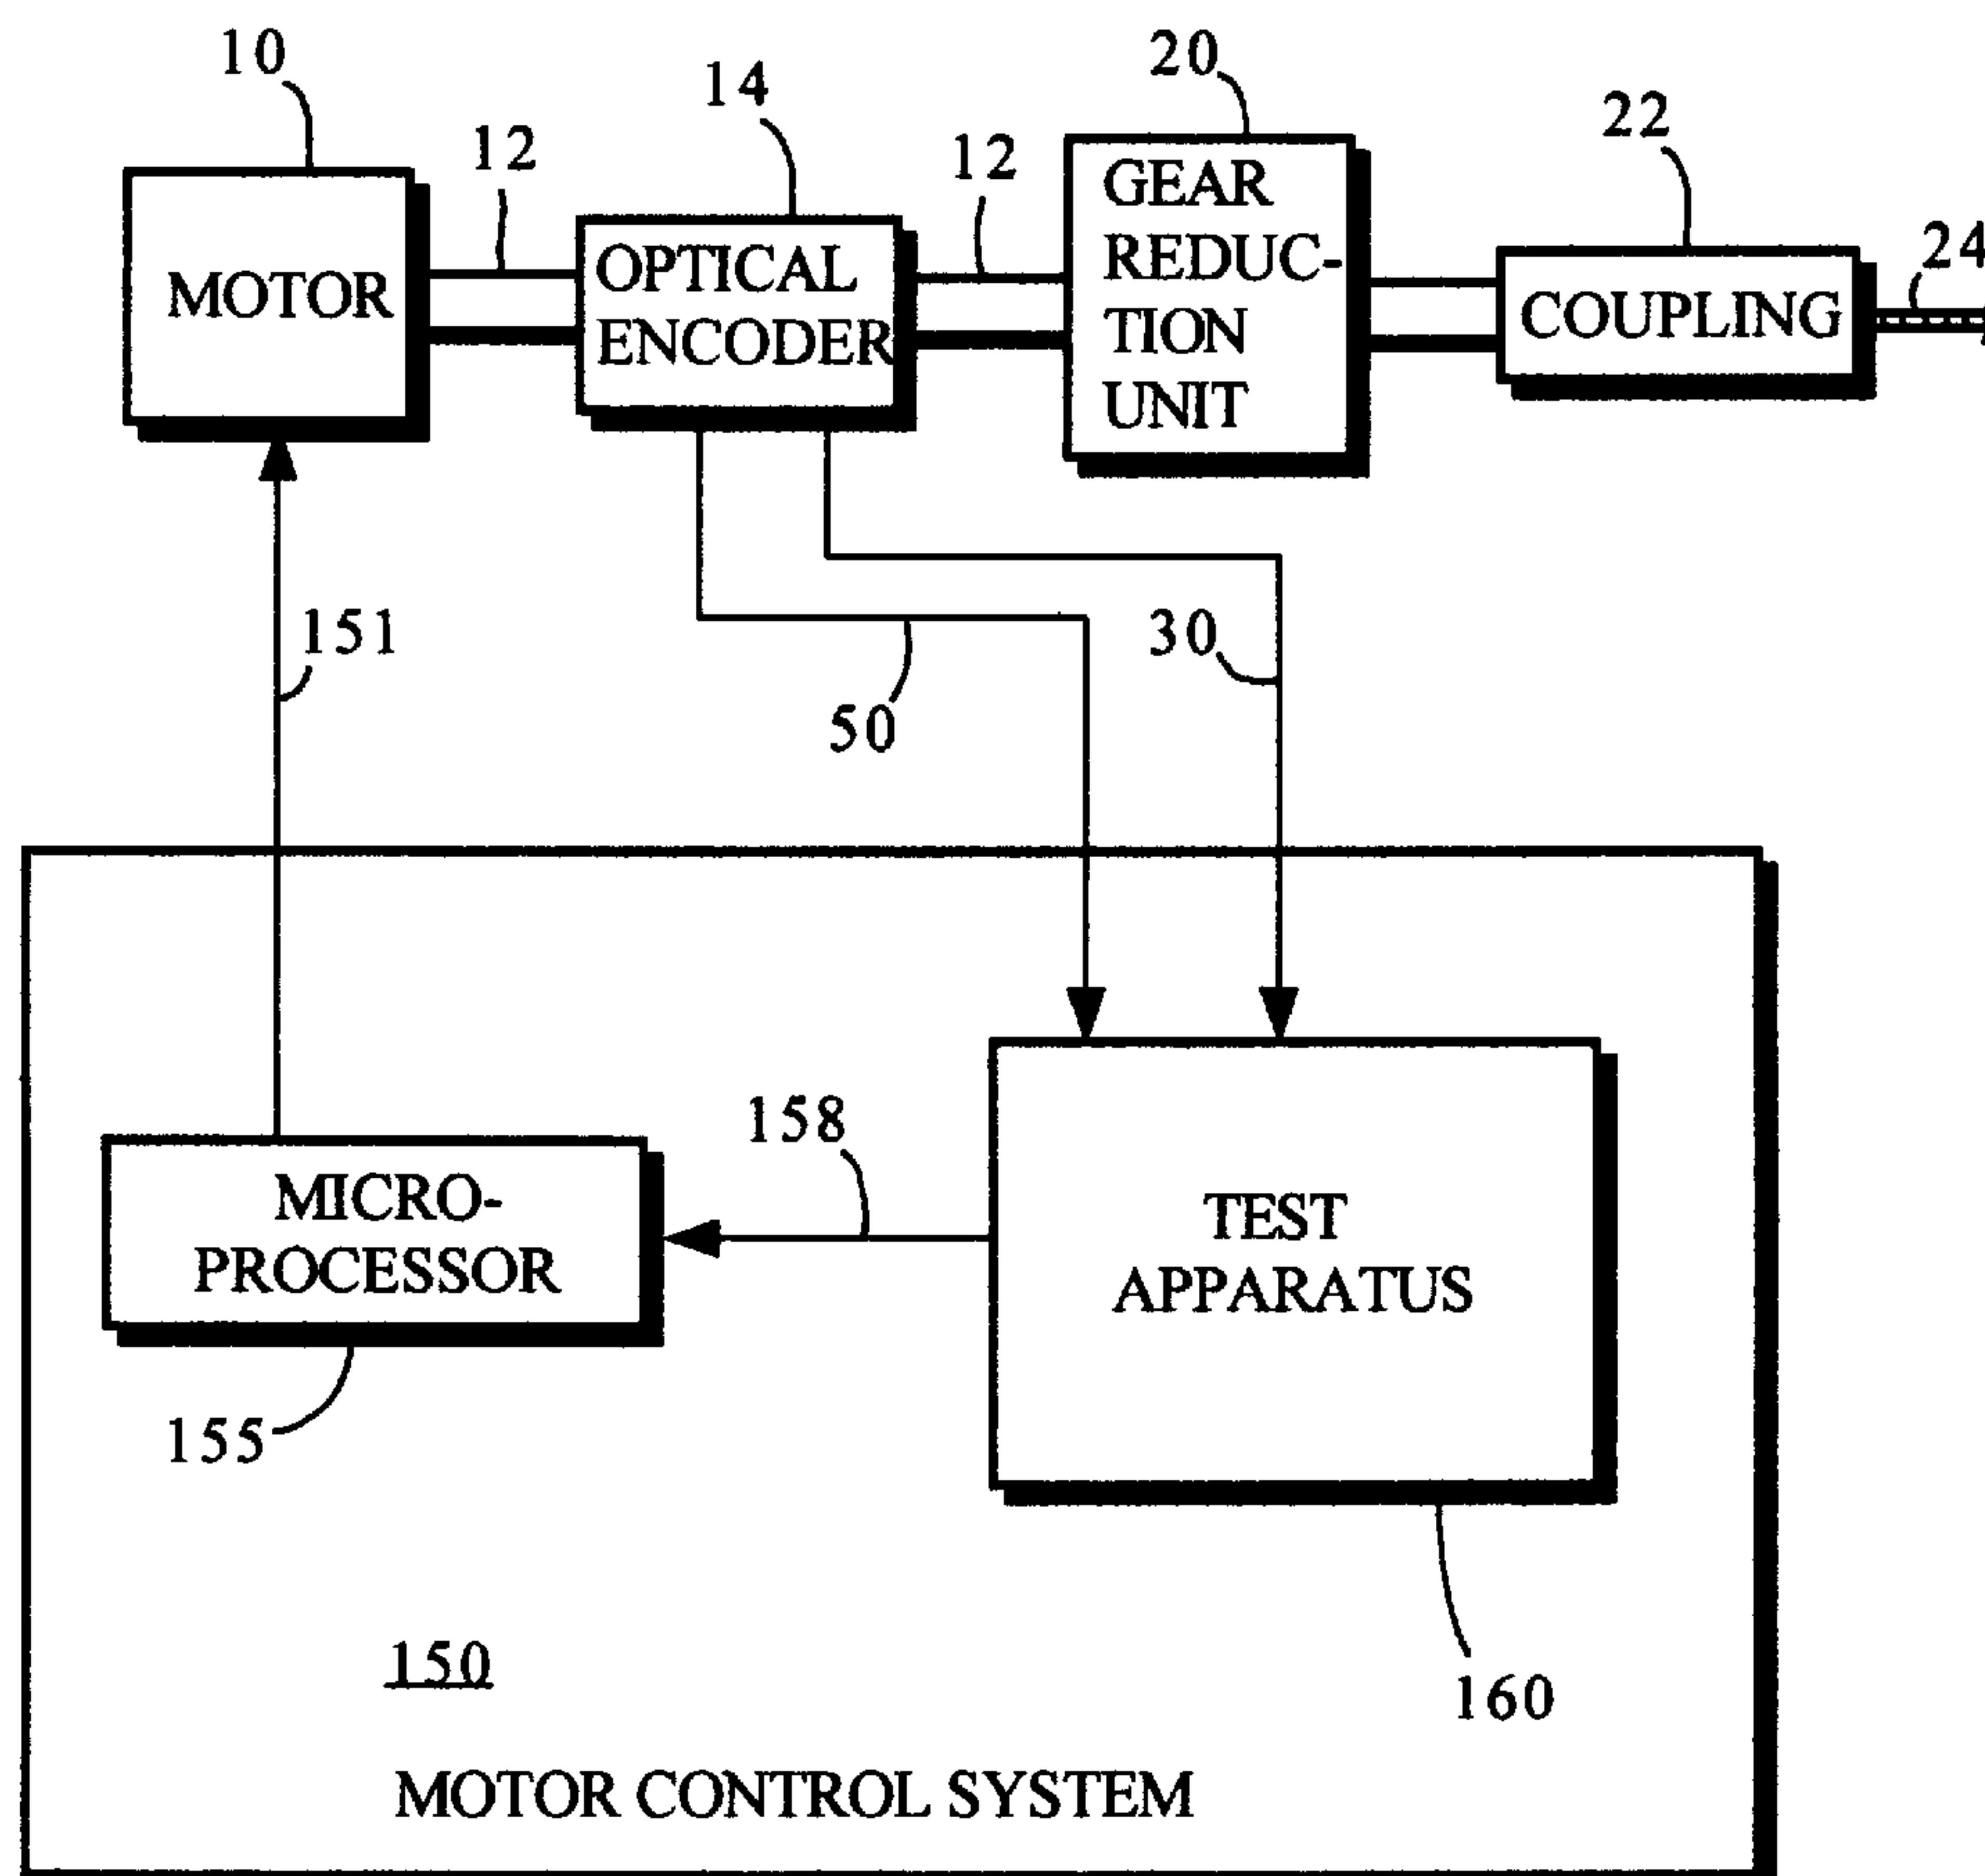 10
14
20
22
12
12
24
MOTOR
OPTICAL
ENCODER
GEAR
REDUC-
TION
UNIT
COUPLING
151
50
30
158
MICRO-
PROCESSOR
TEST
APPARATUS
155
160
150
MOTOR CONTROL SYSTEM